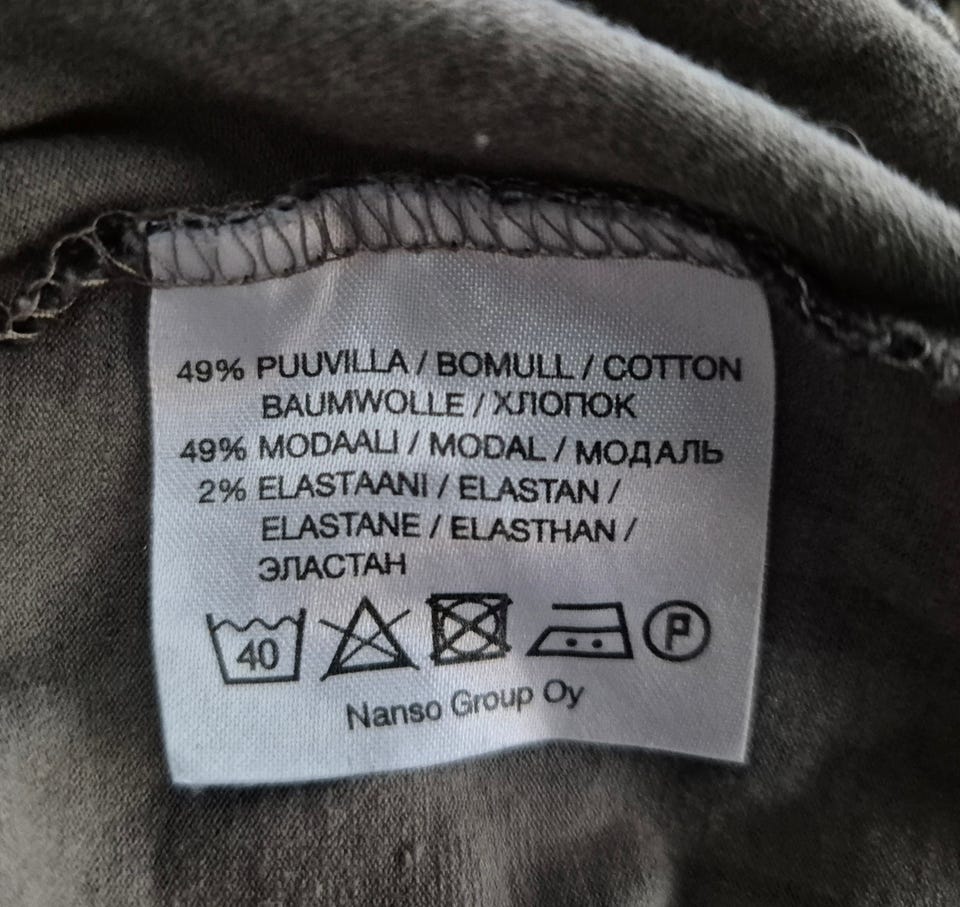 49% PUUVILLA / BOMULL / COTTON
BAUMWOLLE / ХЛОПОК
49% MODAALI / MODAL / МОДАЛЬ
2% ELASTAANI / ELASTAN /
ELASTANE / ELASTHAN /
ЭЛАСТАН
40 P
Nanso Group Oy